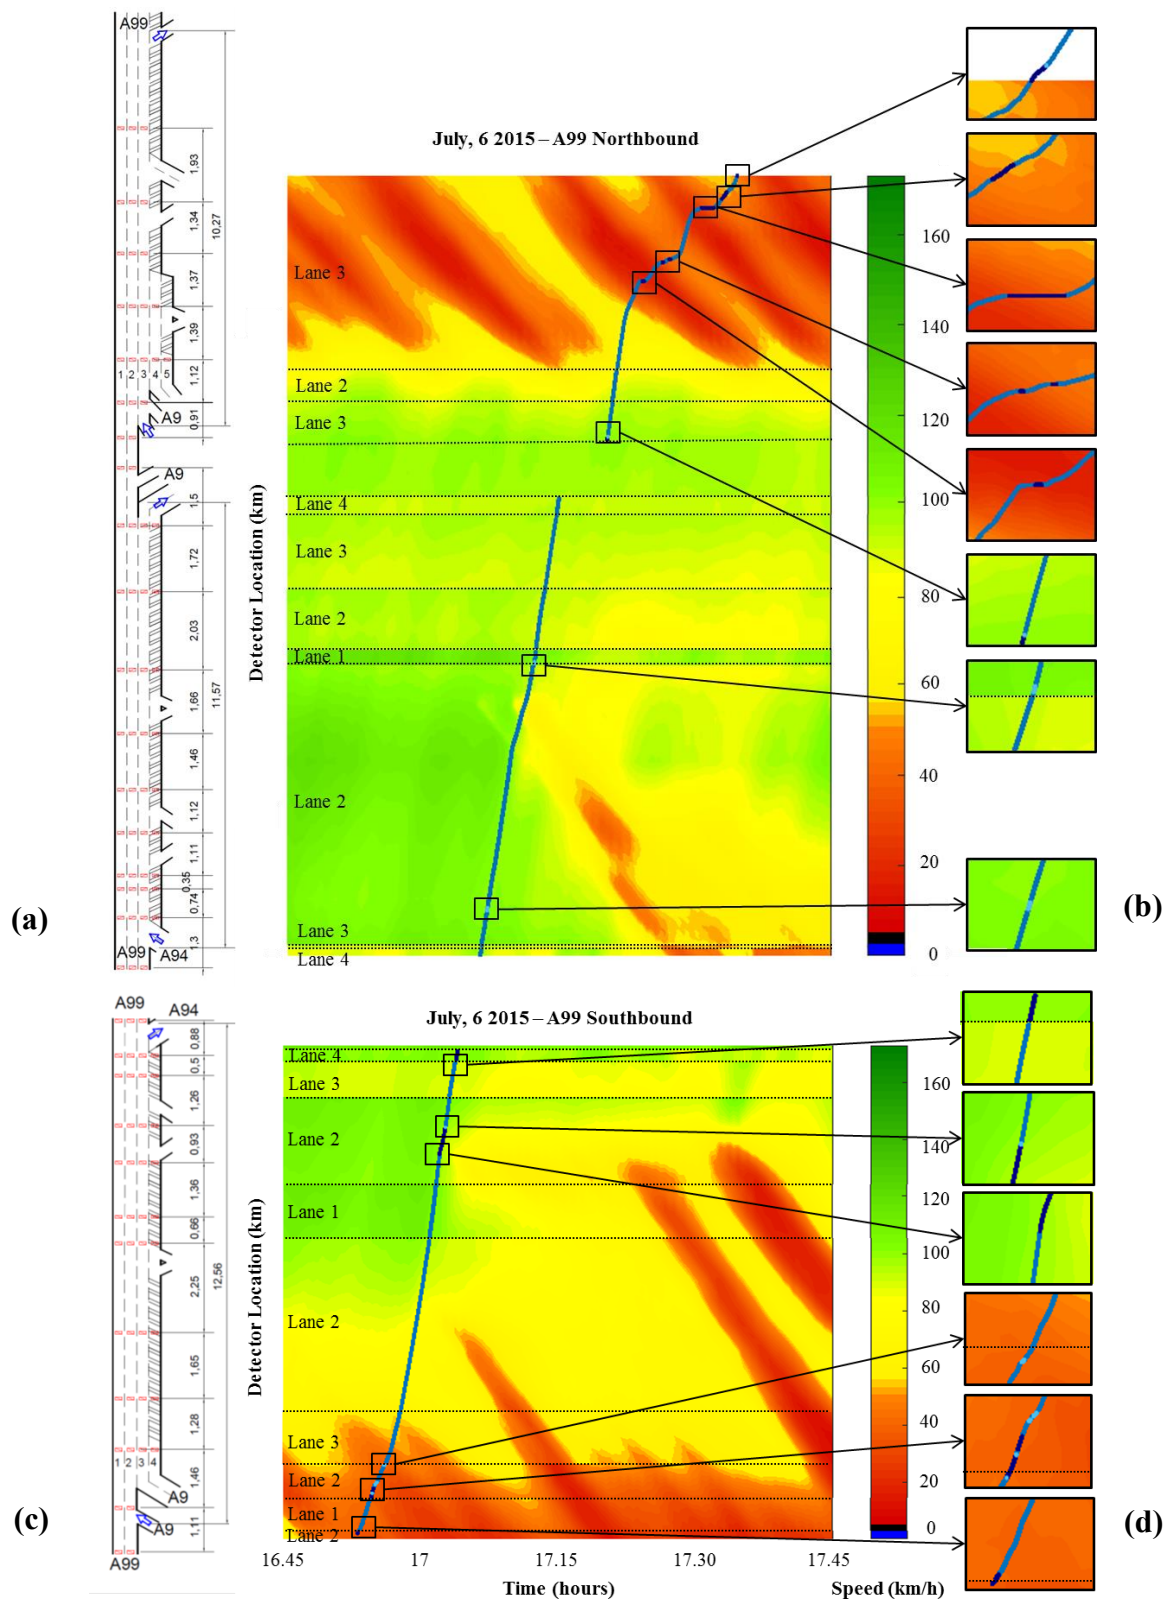 A99
1,93
1,34
10,27
1,37
1,39
1 2 3 4 5
1,12
A9
0,91
A9
1,5
1,72
2,03
1,66
11,57
1,46
1,12
1,11
0,35
0,74
1,3
A99 A94
(a)
July, 6 2015 – A99 Northbound
Detector Location (km)
Lane 3
Lane 2
Lane 3
Lane 4
Lane 3
Lane 2
Lane 1
Lane 2
Lane 3
Lane 4
160
140
120
100
80
60
40
20
0
(b)
A99
A94
0,88
0,5
1,26
0,93
1,36
0,66
12,56
2,25
1,65
1,28
1 2 3 4
1,46
A9
A9
1,11
A99
(c)
July, 6 2015 – A99 Southbound
Detector Location (km)
Lane 4
Lane 3
Lane 2
Lane 1
Lane 2
Lane 3
Lane 2
Lane 1
Lane 2
16.45 17 17.15 17.30 17.45
Time (hours)
160
140
120
100
80
60
40
20
0
Speed (km/h)
(d)